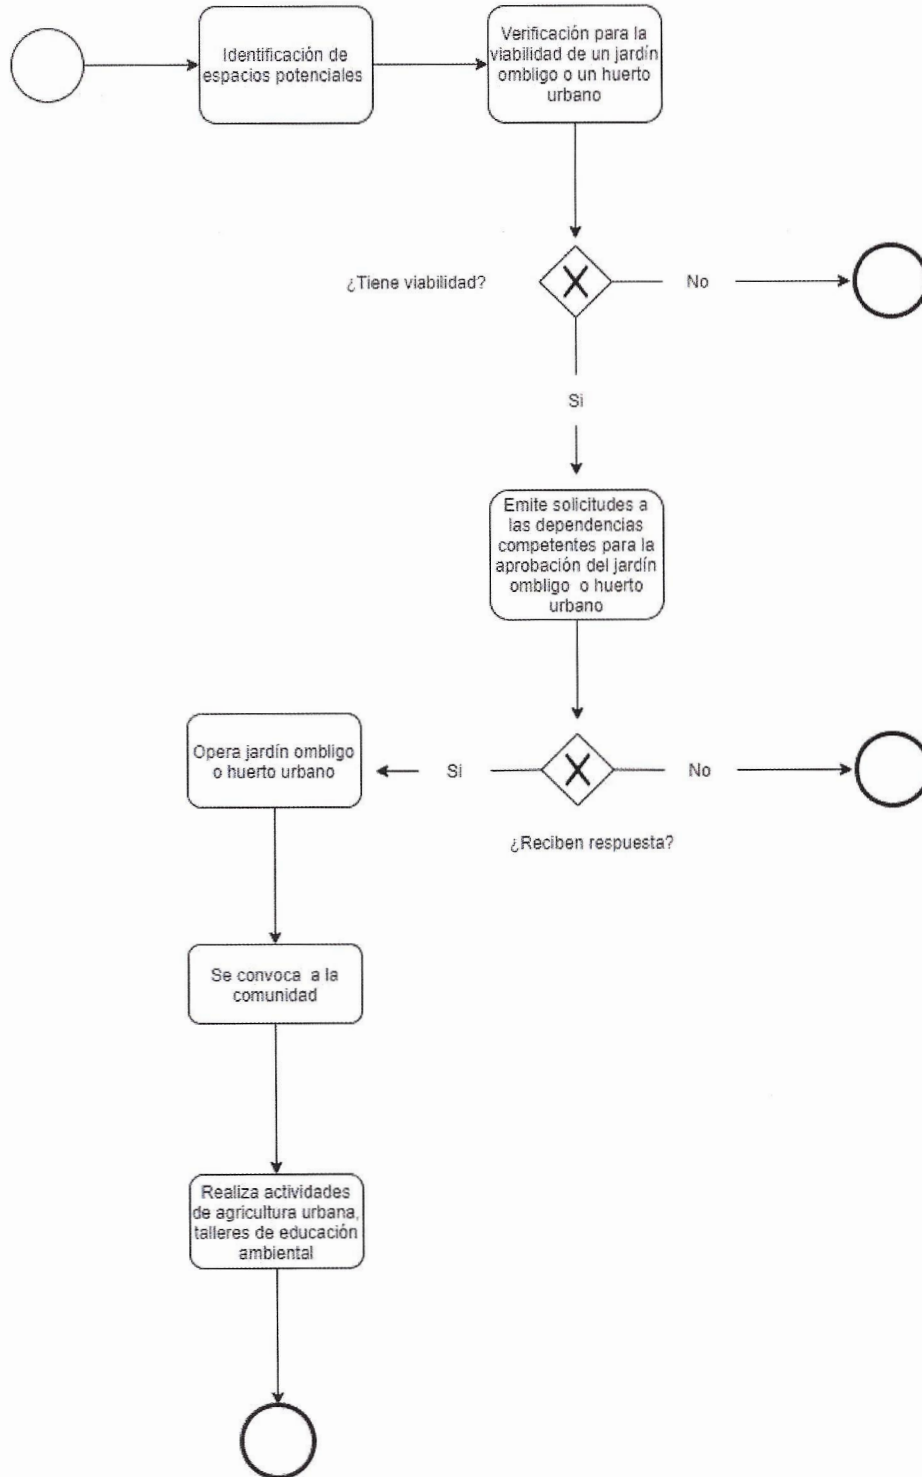 Identificación de
espacios potenciales
Verificación para la
viabilidad de un jardín
ombligo o un huerto
urbano
¿Tiene viabilidad?
No
Si
Emite solicitudes a
las dependencias
competentes para la
aprobación del jardín
ombligo o huerto
urbano
Opera jardín ombligo
o huerto urbano
Si
No
¿Reciben respuesta?
Se convoca a la
comunidad
Realiza actividades
de agricultura urbana,
talleres de educación
ambiental